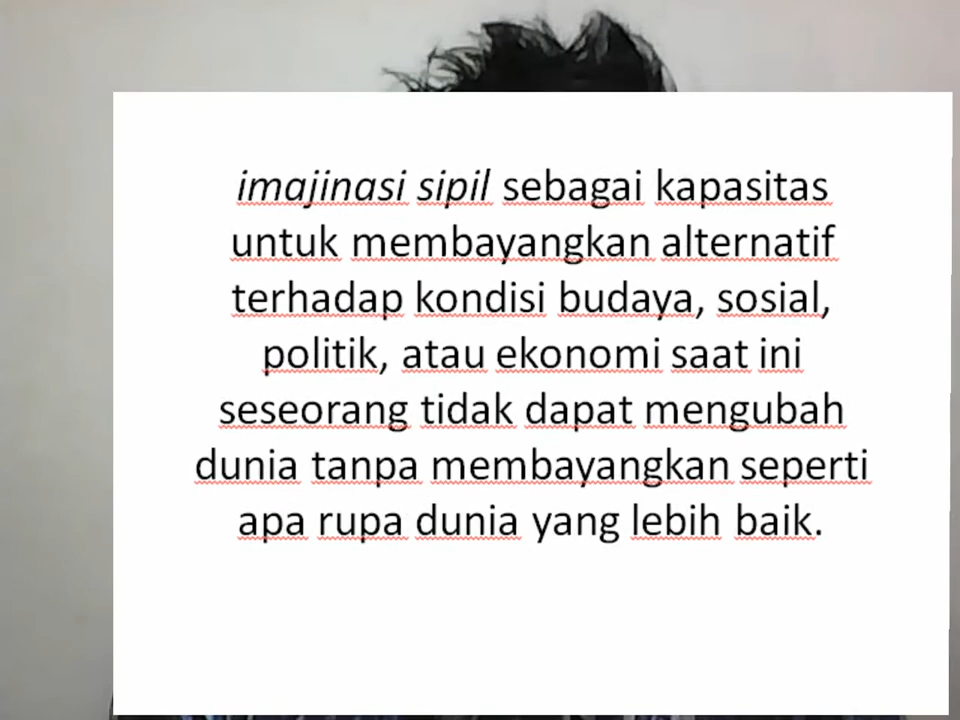 imajinasi sipil sebagai kapasitas
untuk membayangkan alternatif
terhadap kondisi budaya, sosial,
politik, atau ekonomi saat ini
seseorang tidak dapat mengubah
dunia tanpa membayangkan seperti
apa rupa dunia yang lebih baik.